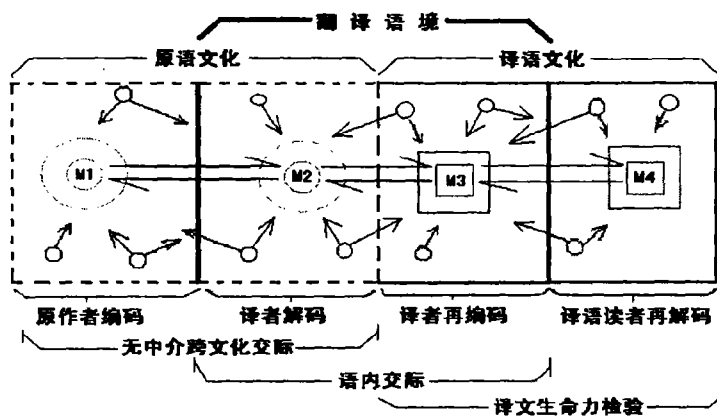 翻译语境
原语文化
译语文化
M1
M2
M3
M4
原作者编码
译者解码
译者再编码
译语读者再解码
无中介跨文化交际
语内交际
译文生命力检验